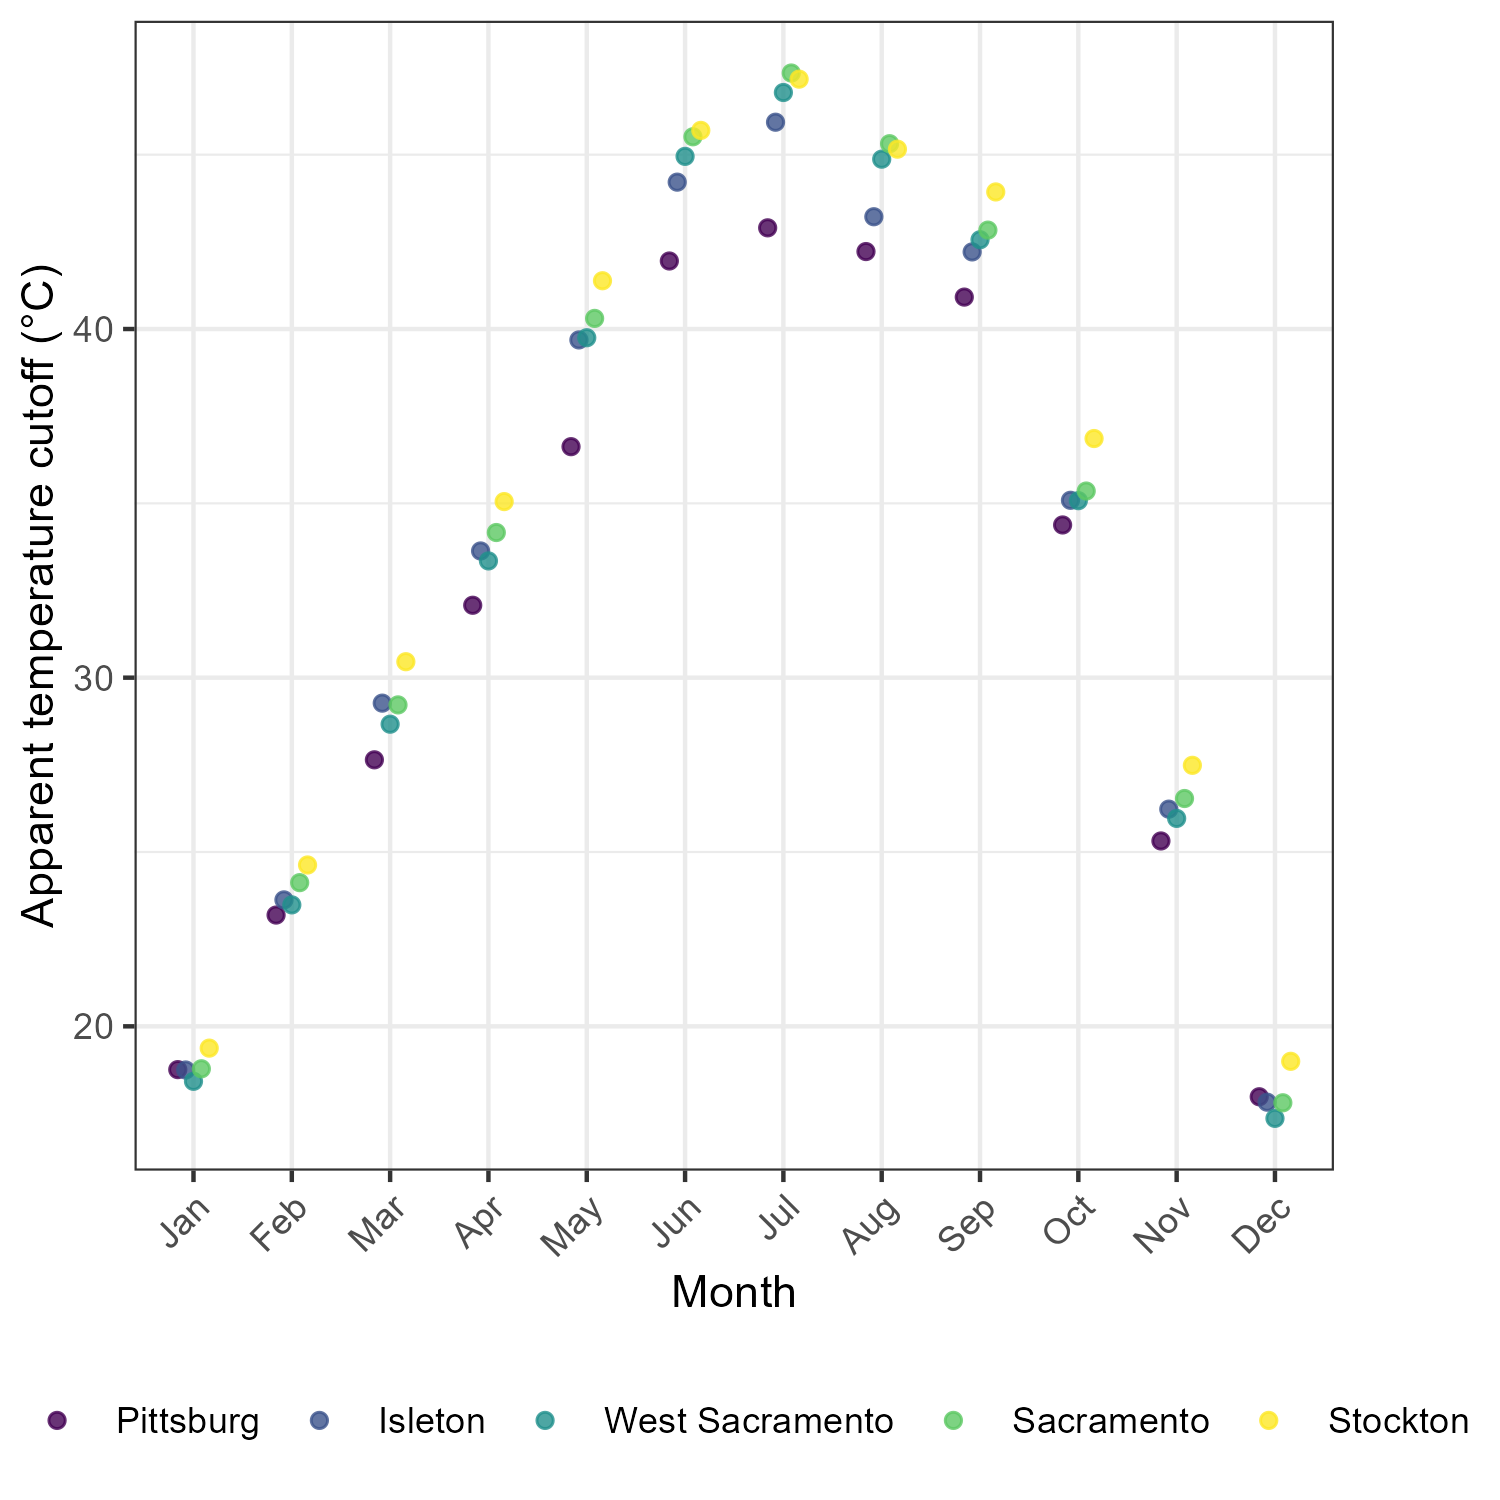 Apparent temperature cutoff (°C)
40
30
20
Jan Feb Mar Apr May Jun Jul Aug Sep Oct Nov Dec
Month
Pittsburg Isleton West Sacramento Sacramento Stockton